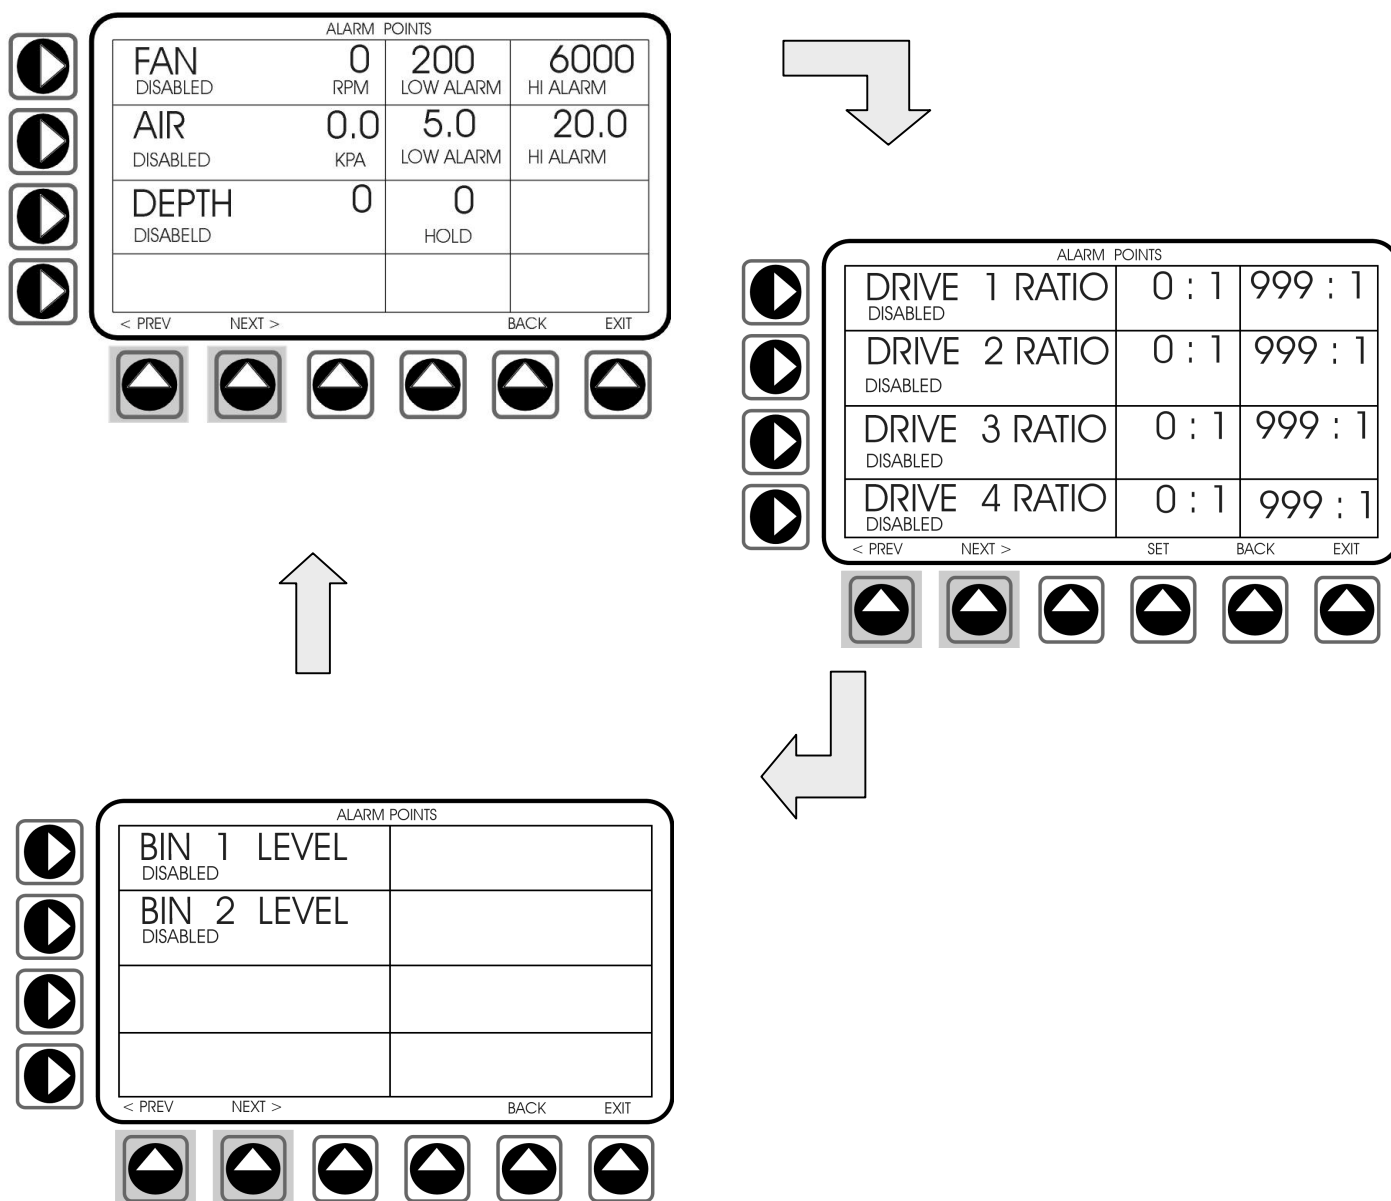 ALARM POINTS
FAN 0 200 6000
DISABLED RPM LOW ALARM HI ALARM
AIR 0.0 5.0 20.0
DISABLED KPA LOW ALARM HI ALARM
DEPTH 0 0
DISABELD HOLD
< PREV NEXT > BACK EXIT
ALARM POINTS
DRIVE 1 RATIO 0 : 1 999 : 1
DISABLED
DRIVE 2 RATIO 0 : 1 999 : 1
DISABLED
DRIVE 3 RATIO 0 : 1 999 : 1
DISABLED
DRIVE 4 RATIO 0 : 1 999 : 1
DISABLED
< PREV NEXT > SET BACK EXIT
ALARM POINTS
BIN 1 LEVEL
DISABLED
BIN 2 LEVEL
DISABLED
< PREV NEXT > BACK EXIT